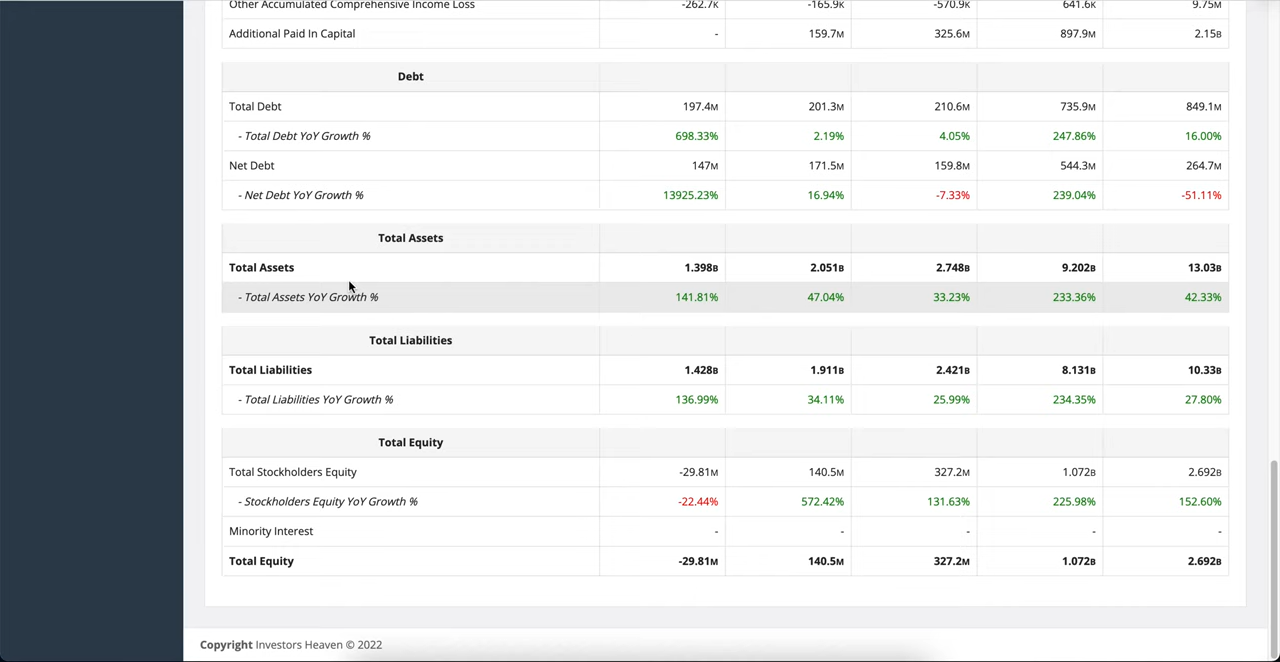 Other Accumulated Comprehensive Income Loss -262.7K -165.9K -570.9K 641.6K 9.75M
Additional Paid In Capital - 159.7M 325.6M 897.9M 2.15B
Debt
Total Debt 197.4M 201.3M 210.6M 735.9M 849.1M
- Total Debt YoY Growth % 698.33% 2.19% 4.05% 247.86% 16.00%
Net Debt 147M 171.5M 159.8M 544.3M 264.7M
- Net Debt YoY Growth % 13925.23% 16.94% -7.33% 239.04% -51.11%
Total Assets
Total Assets 1.398B 2.051B 2.748B 9.202B 13.03B
- Total Assets YoY Growth % 141.81% 47.04% 33.23% 233.36% 42.33%
Total Liabilities
Total Liabilities 1.428B 1.911B 2.421B 8.131B 10.33B
- Total Liabilities YoY Growth % 136.99% 34.11% 25.99% 234.35% 27.80%
Total Equity
Total Stockholders Equity -29.81M 140.5M 327.2M 1.072B 2.692B
- Stockholders Equity YoY Growth % -22.44% 572.42% 131.63% 225.98% 152.60%
Minority Interest - - - - -
Total Equity -29.81M 140.5M 327.2M 1.072B 2.692B
Copyright Investors Heaven © 2022